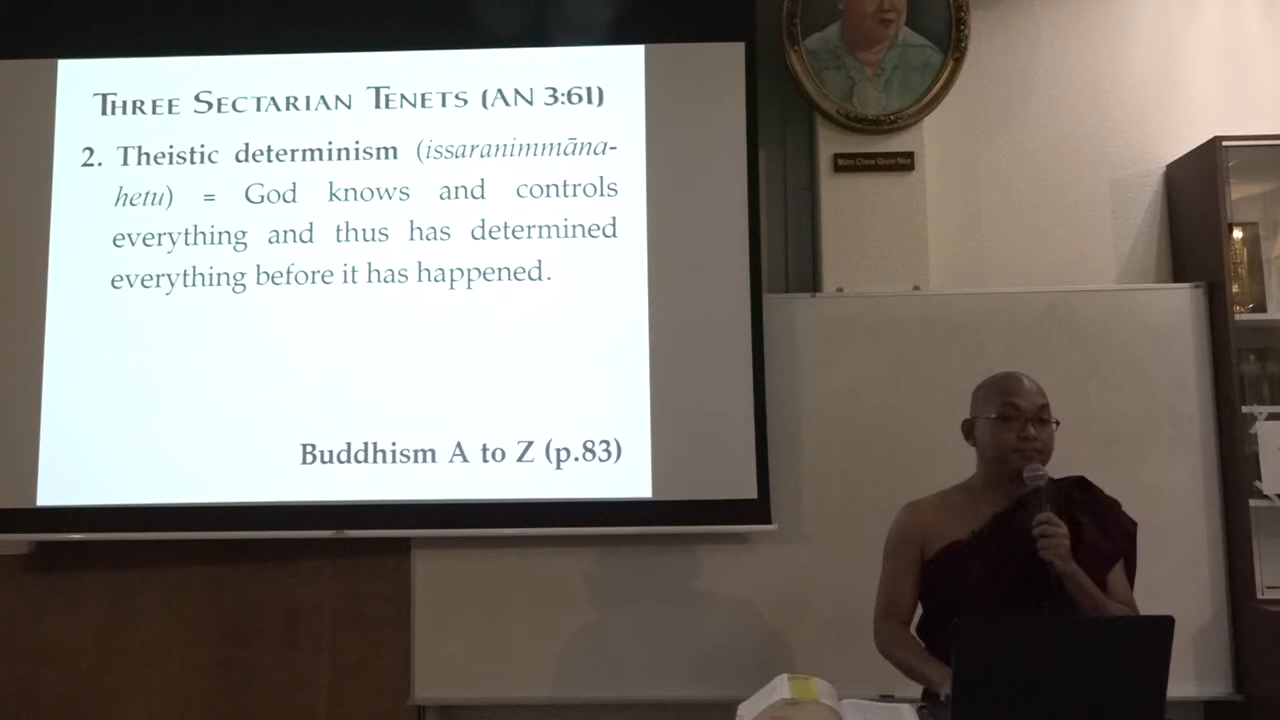 THREE SECTARIAN TENETS (AN 3:61)
2. Theistic determinism (issaranimmāna-
hetu) = God knows and controls
everything and thus has determined
everything before it has happened.
Buddhism A to Z (p.83)